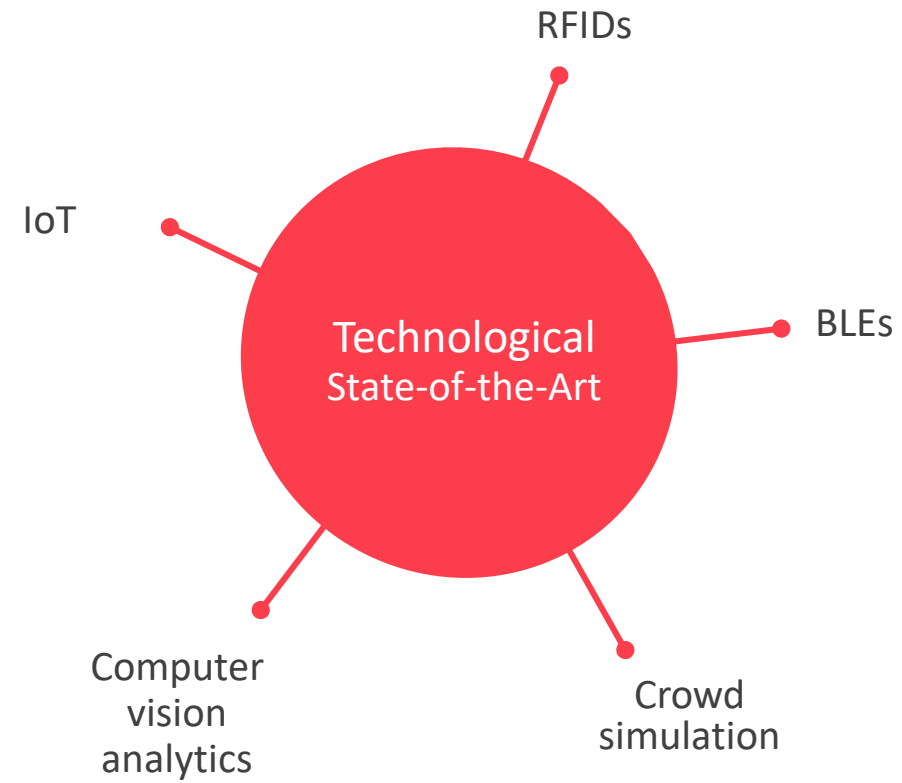 RFIDs
IoT
BLEs
Technological
State-of-the-Art
Computer
vision
analytics
Crowd
simulation